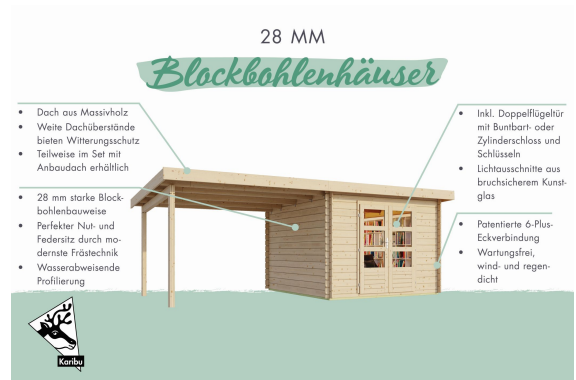 28 MM
Blockbohlenhäuser
• Dach aus Massivholz
• Weite Dachüberstände
bieten Witterungsschutz
• Teilweise im Set mit
Anbaudach erhältlich
• 28 mm starke Block-
bohlenbauweise
• Perfekter Nut- und
Federsitz durch mo-
dernste Frästechnik
• Wasserabweisende
Profilierung
• Inkl. Doppelflügeltür
mit Buntbart- oder
Zylinderschloss und
Schlüsseln
• Lichtausschnitte aus
bruchsicherem Kunst-
glas
• Patentierte 6-Plus-
Eckverbindung
• Wartungsfrei,
wind- und regen-
dicht
Karibu